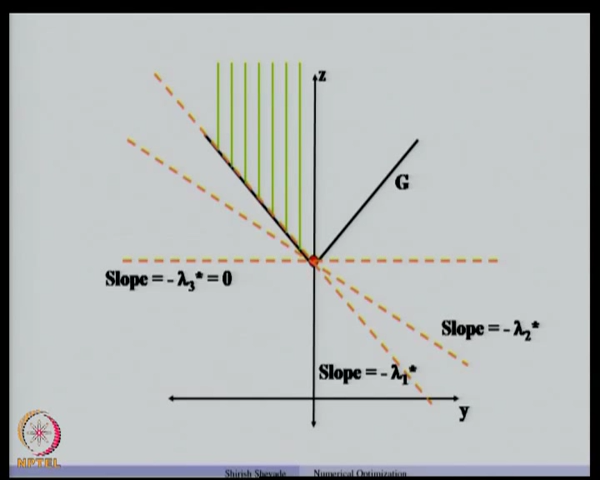 z
G
Slope = - λ3* = 0
Slope = - λ2*
Slope = - λ1*
y
NPTEL
Shirish Shevade Numerical Optimization